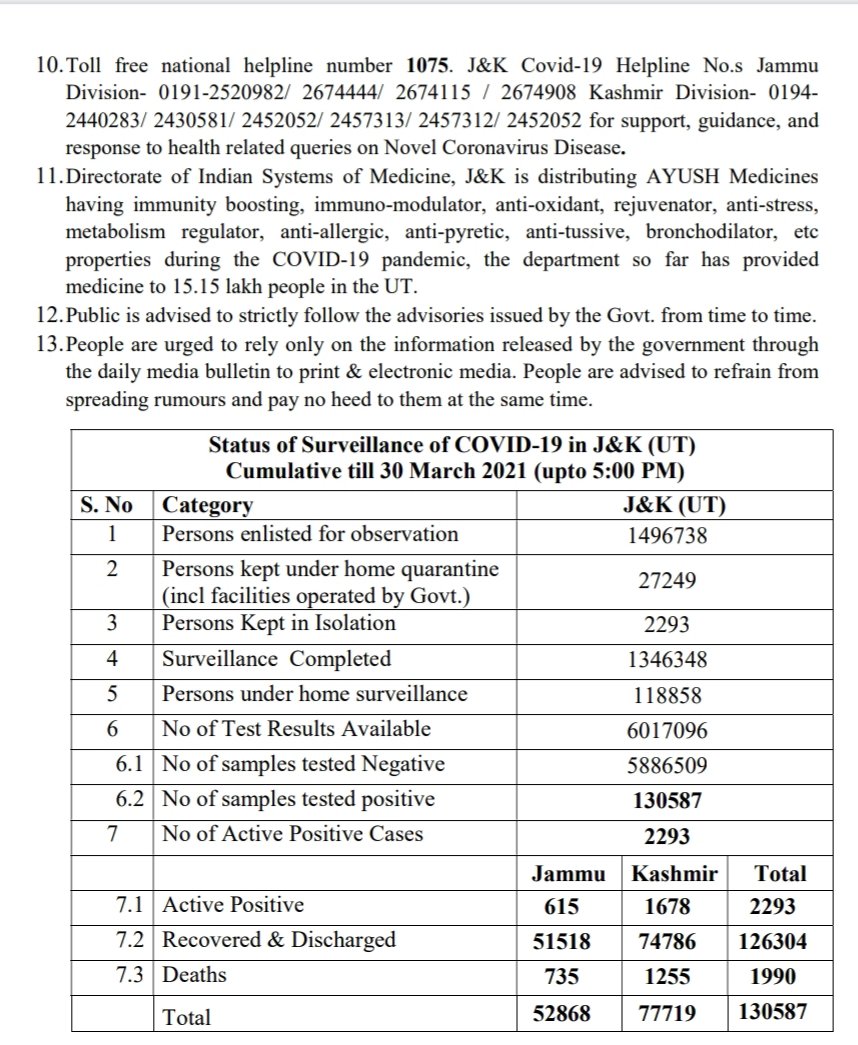 10. Toll free national helpline number 1075. J&K Covid-19 Helpline No.s Jammu
Division- 0191-2520982/ 2674444/ 2674115 / 2674908 Kashmir Division- 0194-
2440283/ 2430581/ 2452052/ 2457313/ 2457312/ 2452052 for support, guidance, and
response to health related queries on Novel Coronavirus Disease.
11. Directorate of Indian Systems of Medicine, J&K is distributing AYUSH Medicines
having immunity boosting, immuno-modulator, anti-oxidant, rejuvenator, anti-stress,
metabolism regulator, anti-allergic, anti-pyretic, anti-tussive, bronchodilator, etc
properties during the COVID-19 pandemic, the department so far has provided
medicine to 15.15 lakh people in the UT.
12. Public is advised to strictly follow the advisories issued by the Govt. from time to time.
13. People are urged to rely only on the information released by the government through
the daily media bulletin to print & electronic media. People are advised to refrain from
spreading rumours and pay no heed to them at the same time.
Status of Surveillance of COVID-19 in J&K (UT)
Cumulative till 30 March 2021 (upto 5:00 PM)
S. No Category J&K (UT)
1 Persons enlisted for observation 1496738
2 Persons kept under home quarantine
(incl facilities operated by Govt.) 27249
3 Persons Kept in Isolation 2293
4 Surveillance Completed 1346348
5 Persons under home surveillance 118858
6 No of Test Results Available 6017096
6.1 No of samples tested Negative 5886509
6.2 No of samples tested positive 130587
7 No of Active Positive Cases 2293
Jammu Kashmir Total
7.1 Active Positive 615 1678 2293
7.2 Recovered & Discharged 51518 74786 126304
7.3 Deaths 735 1255 1990
Total 52868 77719 130587